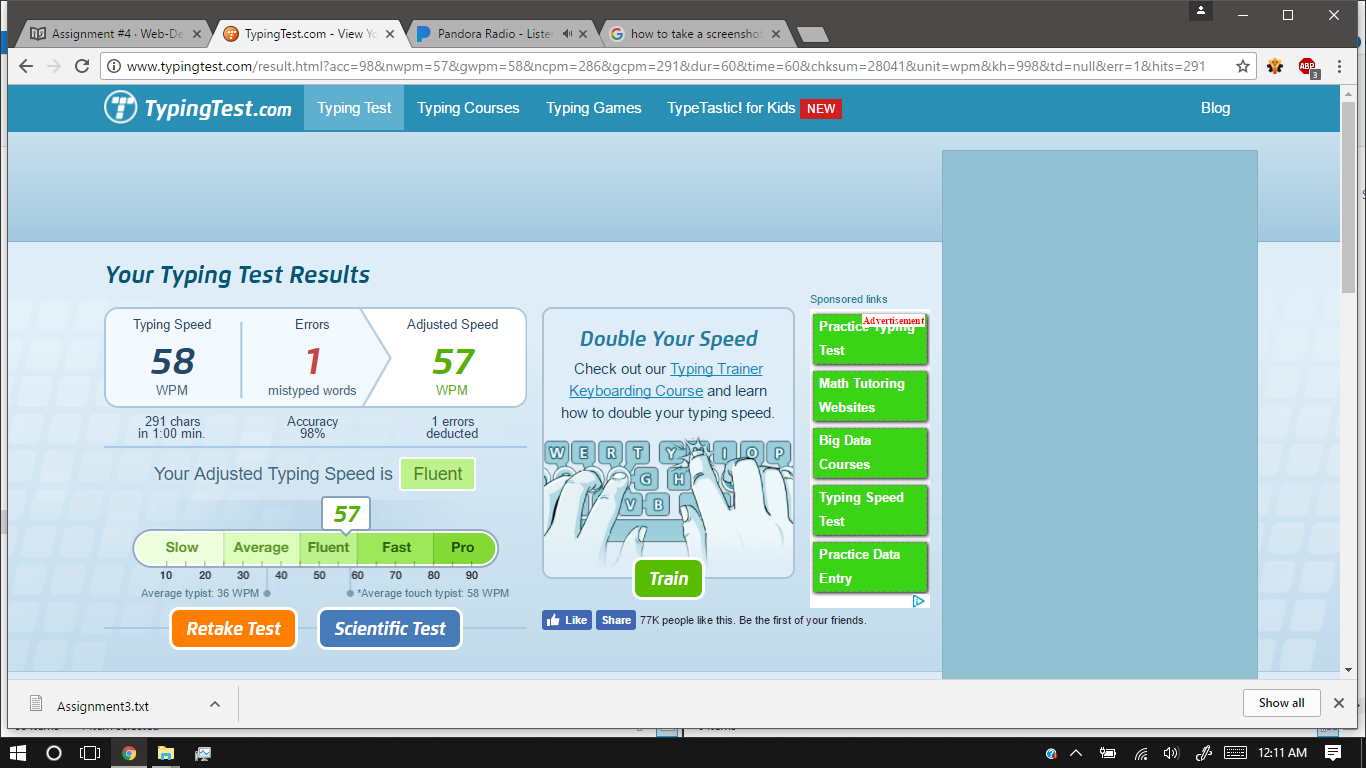 Assignment #4 · Web-De
TypingTest.com - View Yo
Pandora Radio - Listen
how to take a screenshot
www.typingtest.com/result.html?acc=98&nwpm=57&gwpm=58&ncpm=286&gcpm=291&dur=60&time=60&chksum=28041&unit=wpm&kh=998&td=null&err=1&hits=291
ABP
3
TypingTest.com
Typing Test
Typing Courses
Typing Games
TypeTastic! for Kids NEW
Blog
Your Typing Test Results
Typing Speed
58
WPM
291 chars
in 1:00 min.
Errors
1
mistyped words
Accuracy
98%
Adjusted Speed
57
WPM
1 errors
deducted
Your Adjusted Typing Speed is Fluent
57
Slow Average Fluent Fast Pro
10 20 30 40 50 60 70 80 90
Average typist: 36 WPM
*Average touch typist: 58 WPM
Retake Test
Scientific Test
Double Your Speed
Check out our Typing Trainer
Keyboarding Course and learn
how to double your typing speed.
W E R T Y I O P
G H
V B
Train
Like Share 77K people like this. Be the first of your friends.
Sponsored links
Advertisement
Practice Typing
Test
Math Tutoring
Websites
Big Data
Courses
Typing Speed
Test
Practice Data
Entry
Assignment3.txt
Show all
12:11 AM